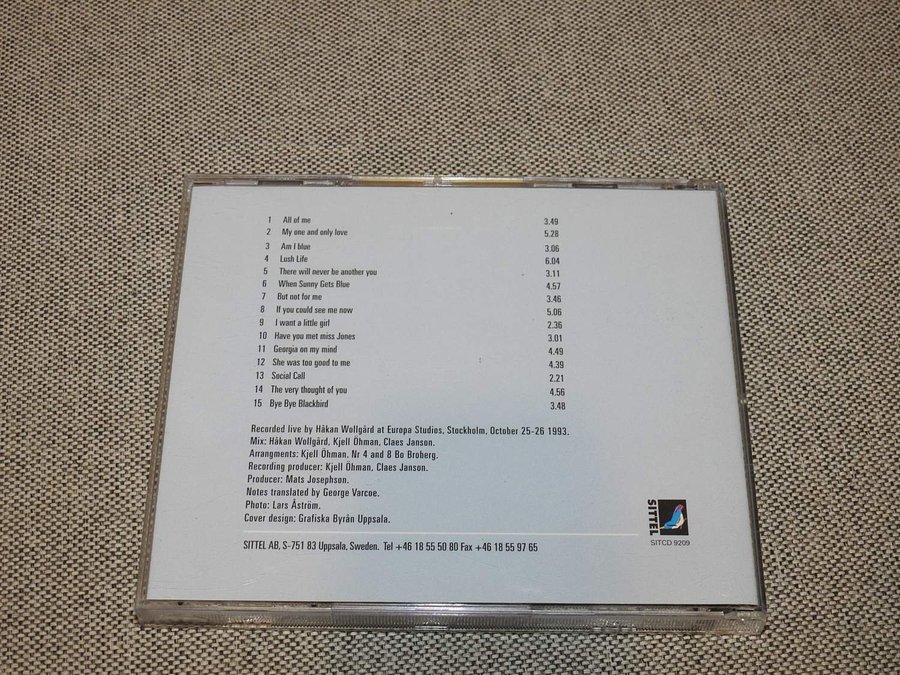 1 All of me 3.49
2 My one and only love 5.28
3 Am I blue 3.06
4 Lush Life 6.04
5 There will never be another you 3.11
6 When Sunny Gets Blue 4.57
7 But not for me 3.46
8 If you could see me now 5.06
9 I want a little girl 2.36
10 Have you met miss Jones 3.01
11 Georgia on my mind 4.49
12 She was too good to me 4.39
13 Social Call 2.21
14 The very thought of you 4.56
15 Bye Bye Blackbird 3.48
Recorded live by Håkan Wollgård at Europa Studios, Stockholm, October 25-26 1993.
Mix: Håkan Wollgård, Kjell Öhman, Claes Janson.
Arrangments: Kjell Öhman. Nr 4 and 8 Bo Broberg.
Recording producer: Kjell Öhman, Claes Janson.
Producer: Mats Josephson.
Notes translated by George Varcoe.
Photo: Lars Åström.
Cover design: Grafiska Byrån Uppsala.
SITTEL AB, S-751 83 Uppsala, Sweden. Tel +46 18 55 50 80 Fax +46 18 55 97 65
SITTEL
SITCD 9209